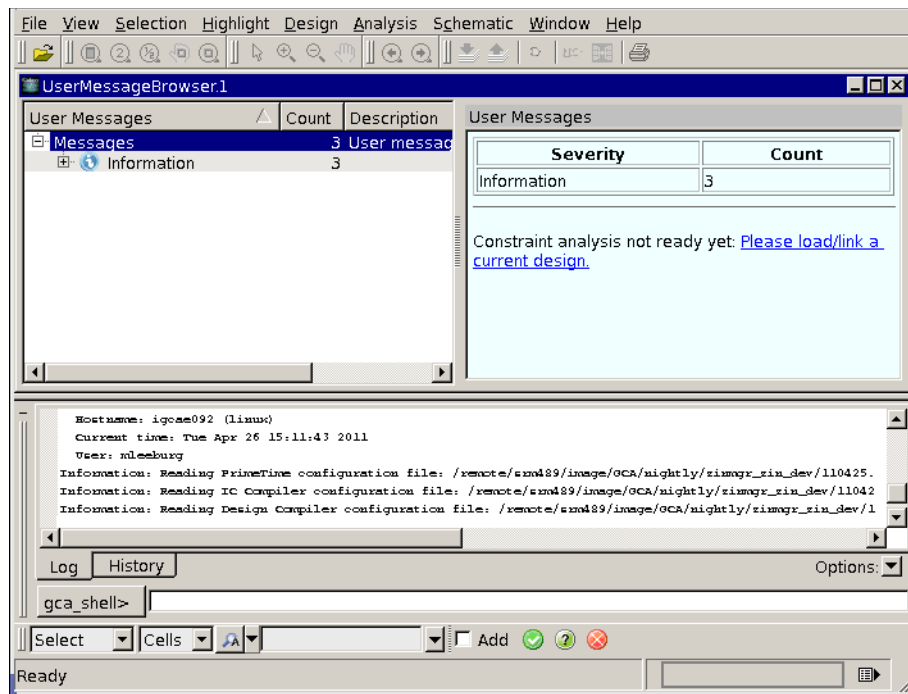 File View Selection Highlight Design Analysis Schematic Window Help
UserMessageBrowser.1
User Messages Count Description
Messages 3 User messag
Information 3
User Messages
Severity Count
Information 3
Constraint analysis not ready yet: Please load/link a
current design.
Hostname: igcae092 (linux)
Current time: Tue Apr 26 15:11:43 2011
User: mleeburg
Information: Reading PrimeTime configuration file: /remote/srm489/image/GCA/nightly/zinmgr_zin_dev/110425.
Information: Reading IC Compiler configuration file: /remote/srm489/image/GCA/nightly/zinmgr_zin_dev/11042
Information: Reading Design Compiler configuration file: /remote/srm489/image/GCA/nightly/zinmgr_zin_dev/1
Log History Options:
gca_shell>
Select Cells Add
Ready